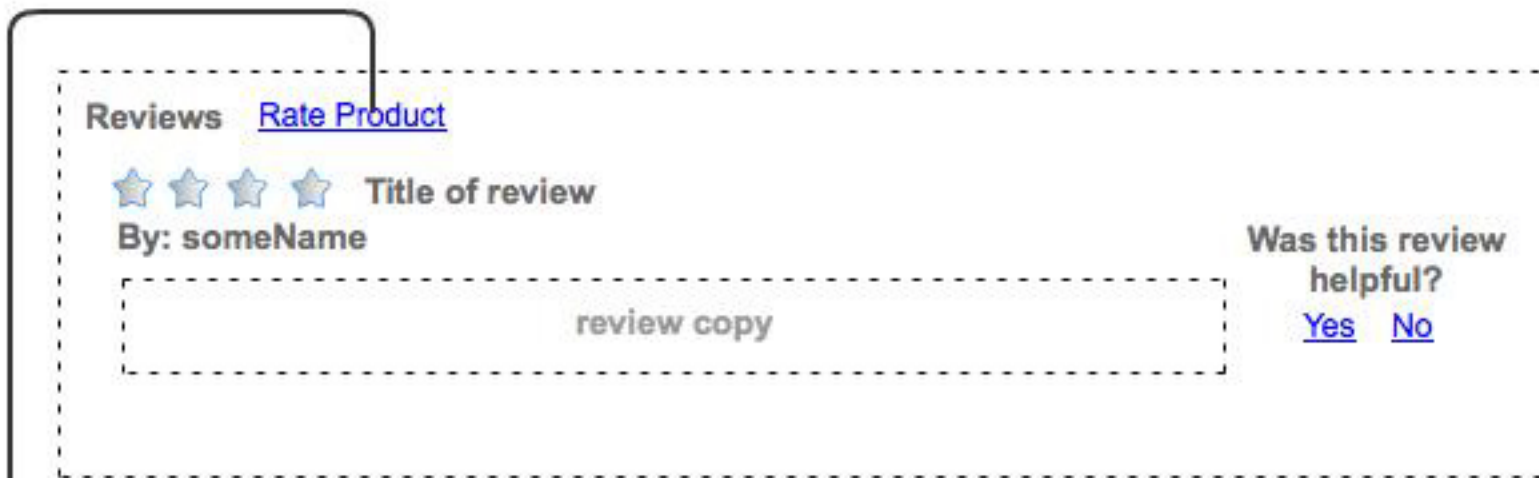 Reviews Rate Product
Title of review
By: someName
Was this review
helpful?
review copy
Yes No